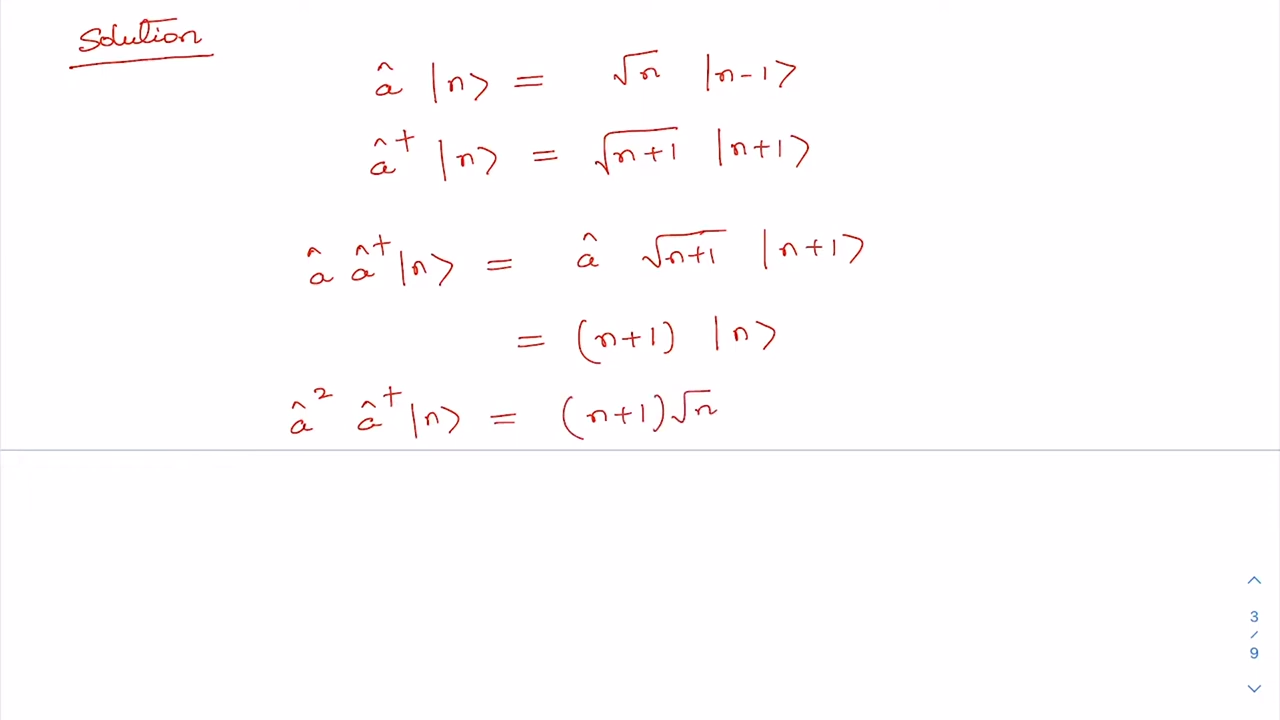 Solution
â |n⟩ = √n |n-1⟩
â† |n⟩ = √(n+1) |n+1⟩
â â† |n⟩ = â √(n+1) |n+1⟩
= (n+1) |n⟩
â² â† |n⟩ = (n+1)√n
3
/
9